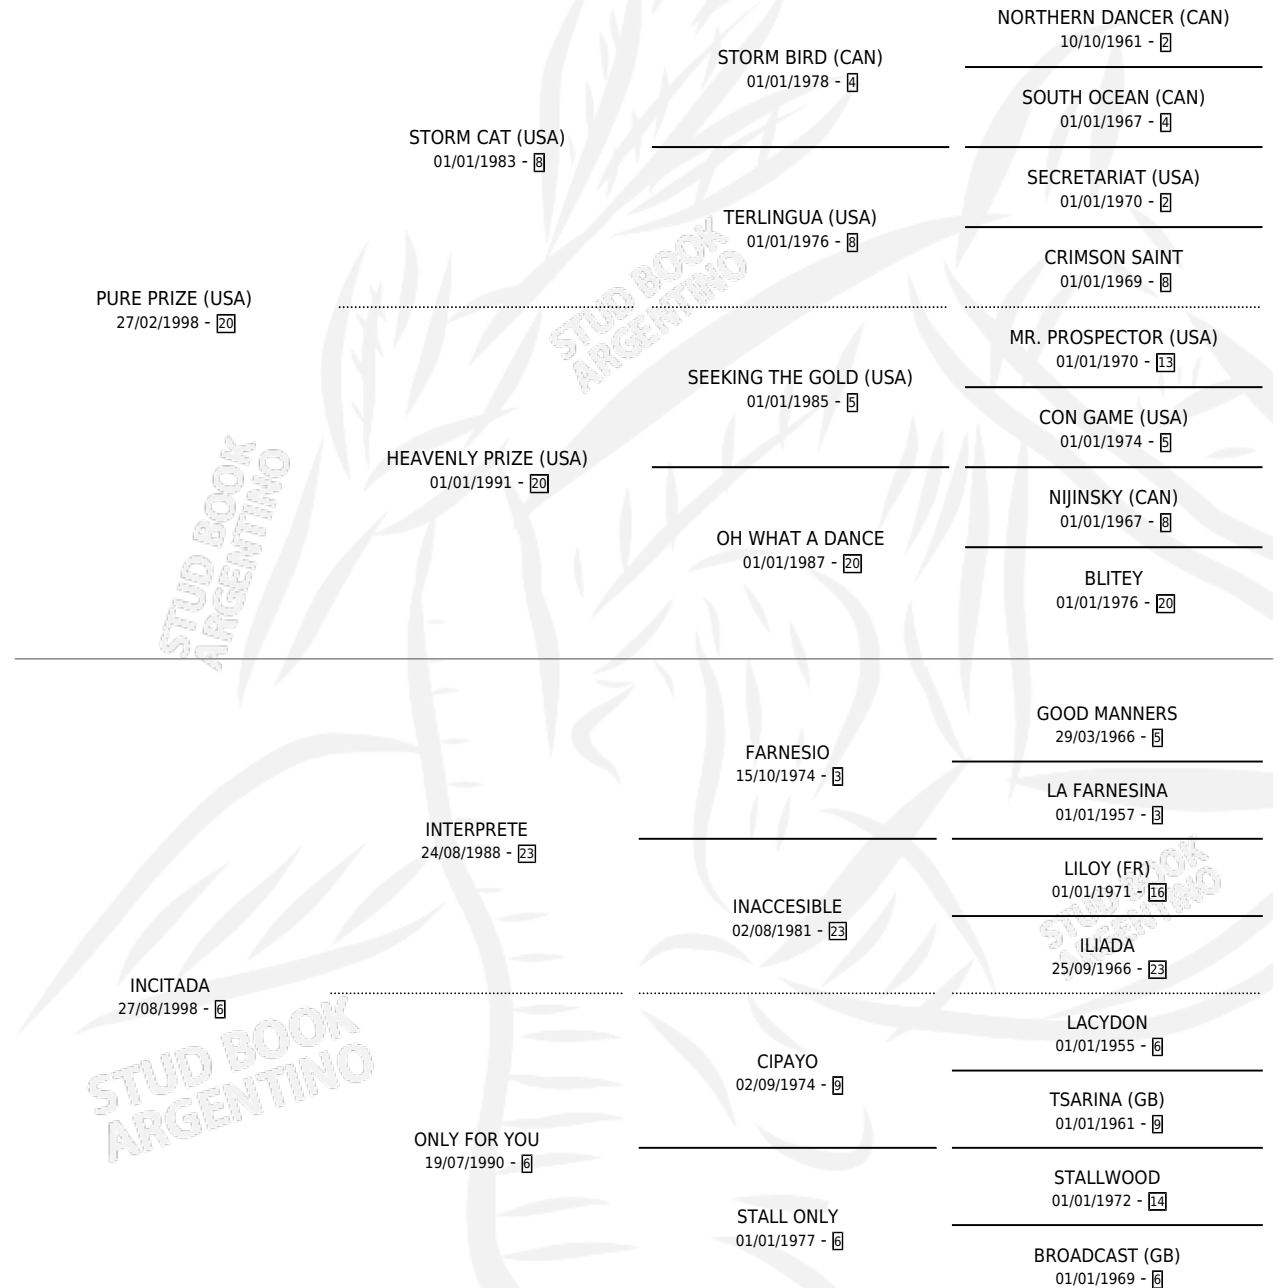 NORTHERN DANCER (CAN)
10/10/1961 - 2
STORM BIRD (CAN)
01/01/1978 - 4
SOUTH OCEAN (CAN)
01/01/1967 - 4
STORM CAT (USA)
01/01/1983 - 8
SECRETARIAT (USA)
01/01/1970 - 2
TERLINGUA (USA)
01/01/1976 - 8
CRIMSON SAINT
01/01/1969 - 8
PURE PRIZE (USA)
27/02/1998 - 20
STUD BOOK
ARGENTINO
MR. PROSPECTOR (USA)
01/01/1970 - 13
SEEKING THE GOLD (USA)
01/01/1985 - 5
CON GAME (USA)
01/01/1974 - 5
HEAVENLY PRIZE (USA)
01/01/1991 - 20
NIJINSKY (CAN)
01/01/1967 - 8
OH WHAT A DANCE
01/01/1987 - 20
BLITEY
01/01/1976 - 20
STUD BOOK
ARGENTINO
GOOD MANNERS
29/03/1966 - 5
FARNESIO
15/10/1974 - 3
LA FARNESINA
01/01/1957 - 3
INTERPRETE
24/08/1988 - 23
LILOY (FR)
01/01/1971 - 16
INACCESIBLE
02/08/1981 - 23
STUD BOOK
ARGENTINO
ILIADA
25/09/1966 - 23
INCITADA
27/08/1998 - 6
STUD BOOK
ARGENTINO
LACYDON
01/01/1955 - 6
CIPAYO
02/09/1974 - 9
TSARINA (GB)
01/01/1961 - 9
ONLY FOR YOU
19/07/1990 - 6
STALLWOOD
01/01/1972 - 14
STALL ONLY
01/01/1977 - 6
BROADCAST (GB)
01/01/1969 - 6